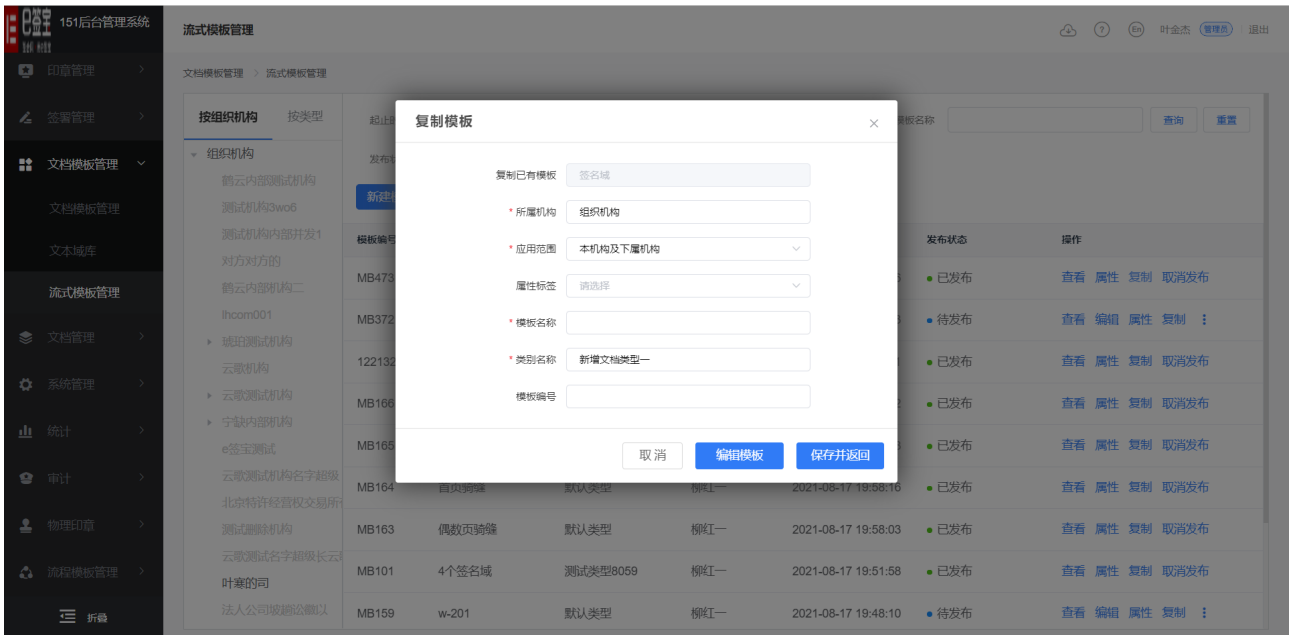 e签宝 151后台管理系统
流式模板管理
En 叶金杰 管理员 退出
印章管理
签署管理
文档模板管理
文档模板管理
文本域库
流式模板管理
文档管理
系统管理
统计
审计
物理印章
流程模板管理
折叠
文档模板管理 > 流式模板管理
按组织机构 按类型
组织机构
鹤云内部测试机构
测试机构3wo6
测试机构内部开发1
对方对方的
鹤云内部机构二
lhcom001
琥珀测试机构
云歌机构
云歌测试机构
宁缺内部机构
e签宝测试
云歌测试机构名字超级
北京特许经营权交易所
测试删除机构
云歌测试名字超级长云
叶寒的司
起止
板名称 查询 重置
发布
新建
模板编号 发布状态 操作
MB473 已发布 查看 属性 复制 取消发布
MB372 待发布 查看 编辑 属性 复制
122132 已发布 查看 属性 复制 取消发布
MB166 已发布 查看 属性 复制 取消发布
MB165 已发布 查看 属性 复制 取消发布
MB164 首页骑缝 默认类型 柳红一 2021-08-17 19:58:16 已发布 查看 属性 复制 取消发布
MB163 偶数页骑缝 默认类型 柳红一 2021-08-17 19:58:03 已发布 查看 属性 复制 取消发布
MB101 4个签名域 测试类型8059 柳红一 2021-08-17 19:51:58 已发布 查看 属性 复制 取消发布
MB159 w-201 默认类型 柳红一 2021-08-17 19:48:10 待发布 查看 编辑 属性 复制
复制模板
复制已有模板 签名域
* 所属机构 组织机构
* 应用范围 本机构及下属机构
属性标签 请选择
* 模板名称
* 类别名称 新增文档类型一
模板编号
取消 编辑模板 保存并返回